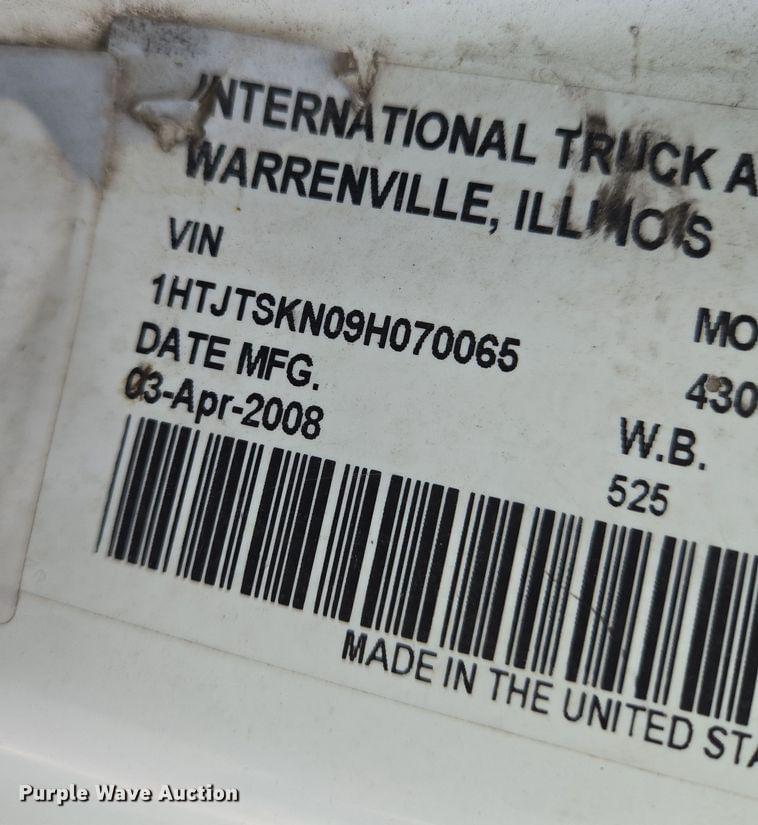 INTERNATIONAL TRUCK A
WARRENVILLE, ILLINOIS
VIN
1HTJTSKN09H070065
MO
DATE MFG.
430
03-Apr-2008
W.B.
525
MADE IN THE UNITED STA
Purple Wave Auction